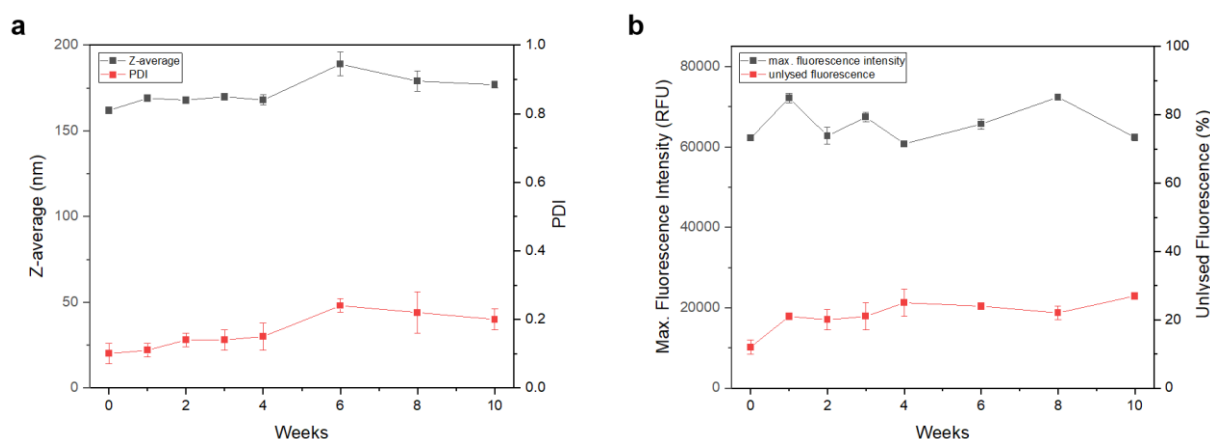 a
200
150
100
50
0
Z-average (nm)
Z-average
PDI
1.0
0.8
0.6
0.4
0.2
0.0
PDI
0 2 4 6 8 10
Weeks
b
80000
60000
40000
20000
0
Max. Fluorescence Intensity (RFU)
max. fluorescence intensity
unlysed fluorescence
100
80
60
40
20
0
Unlysed Fluorescence (%)
0 2 4 6 8 10
Weeks